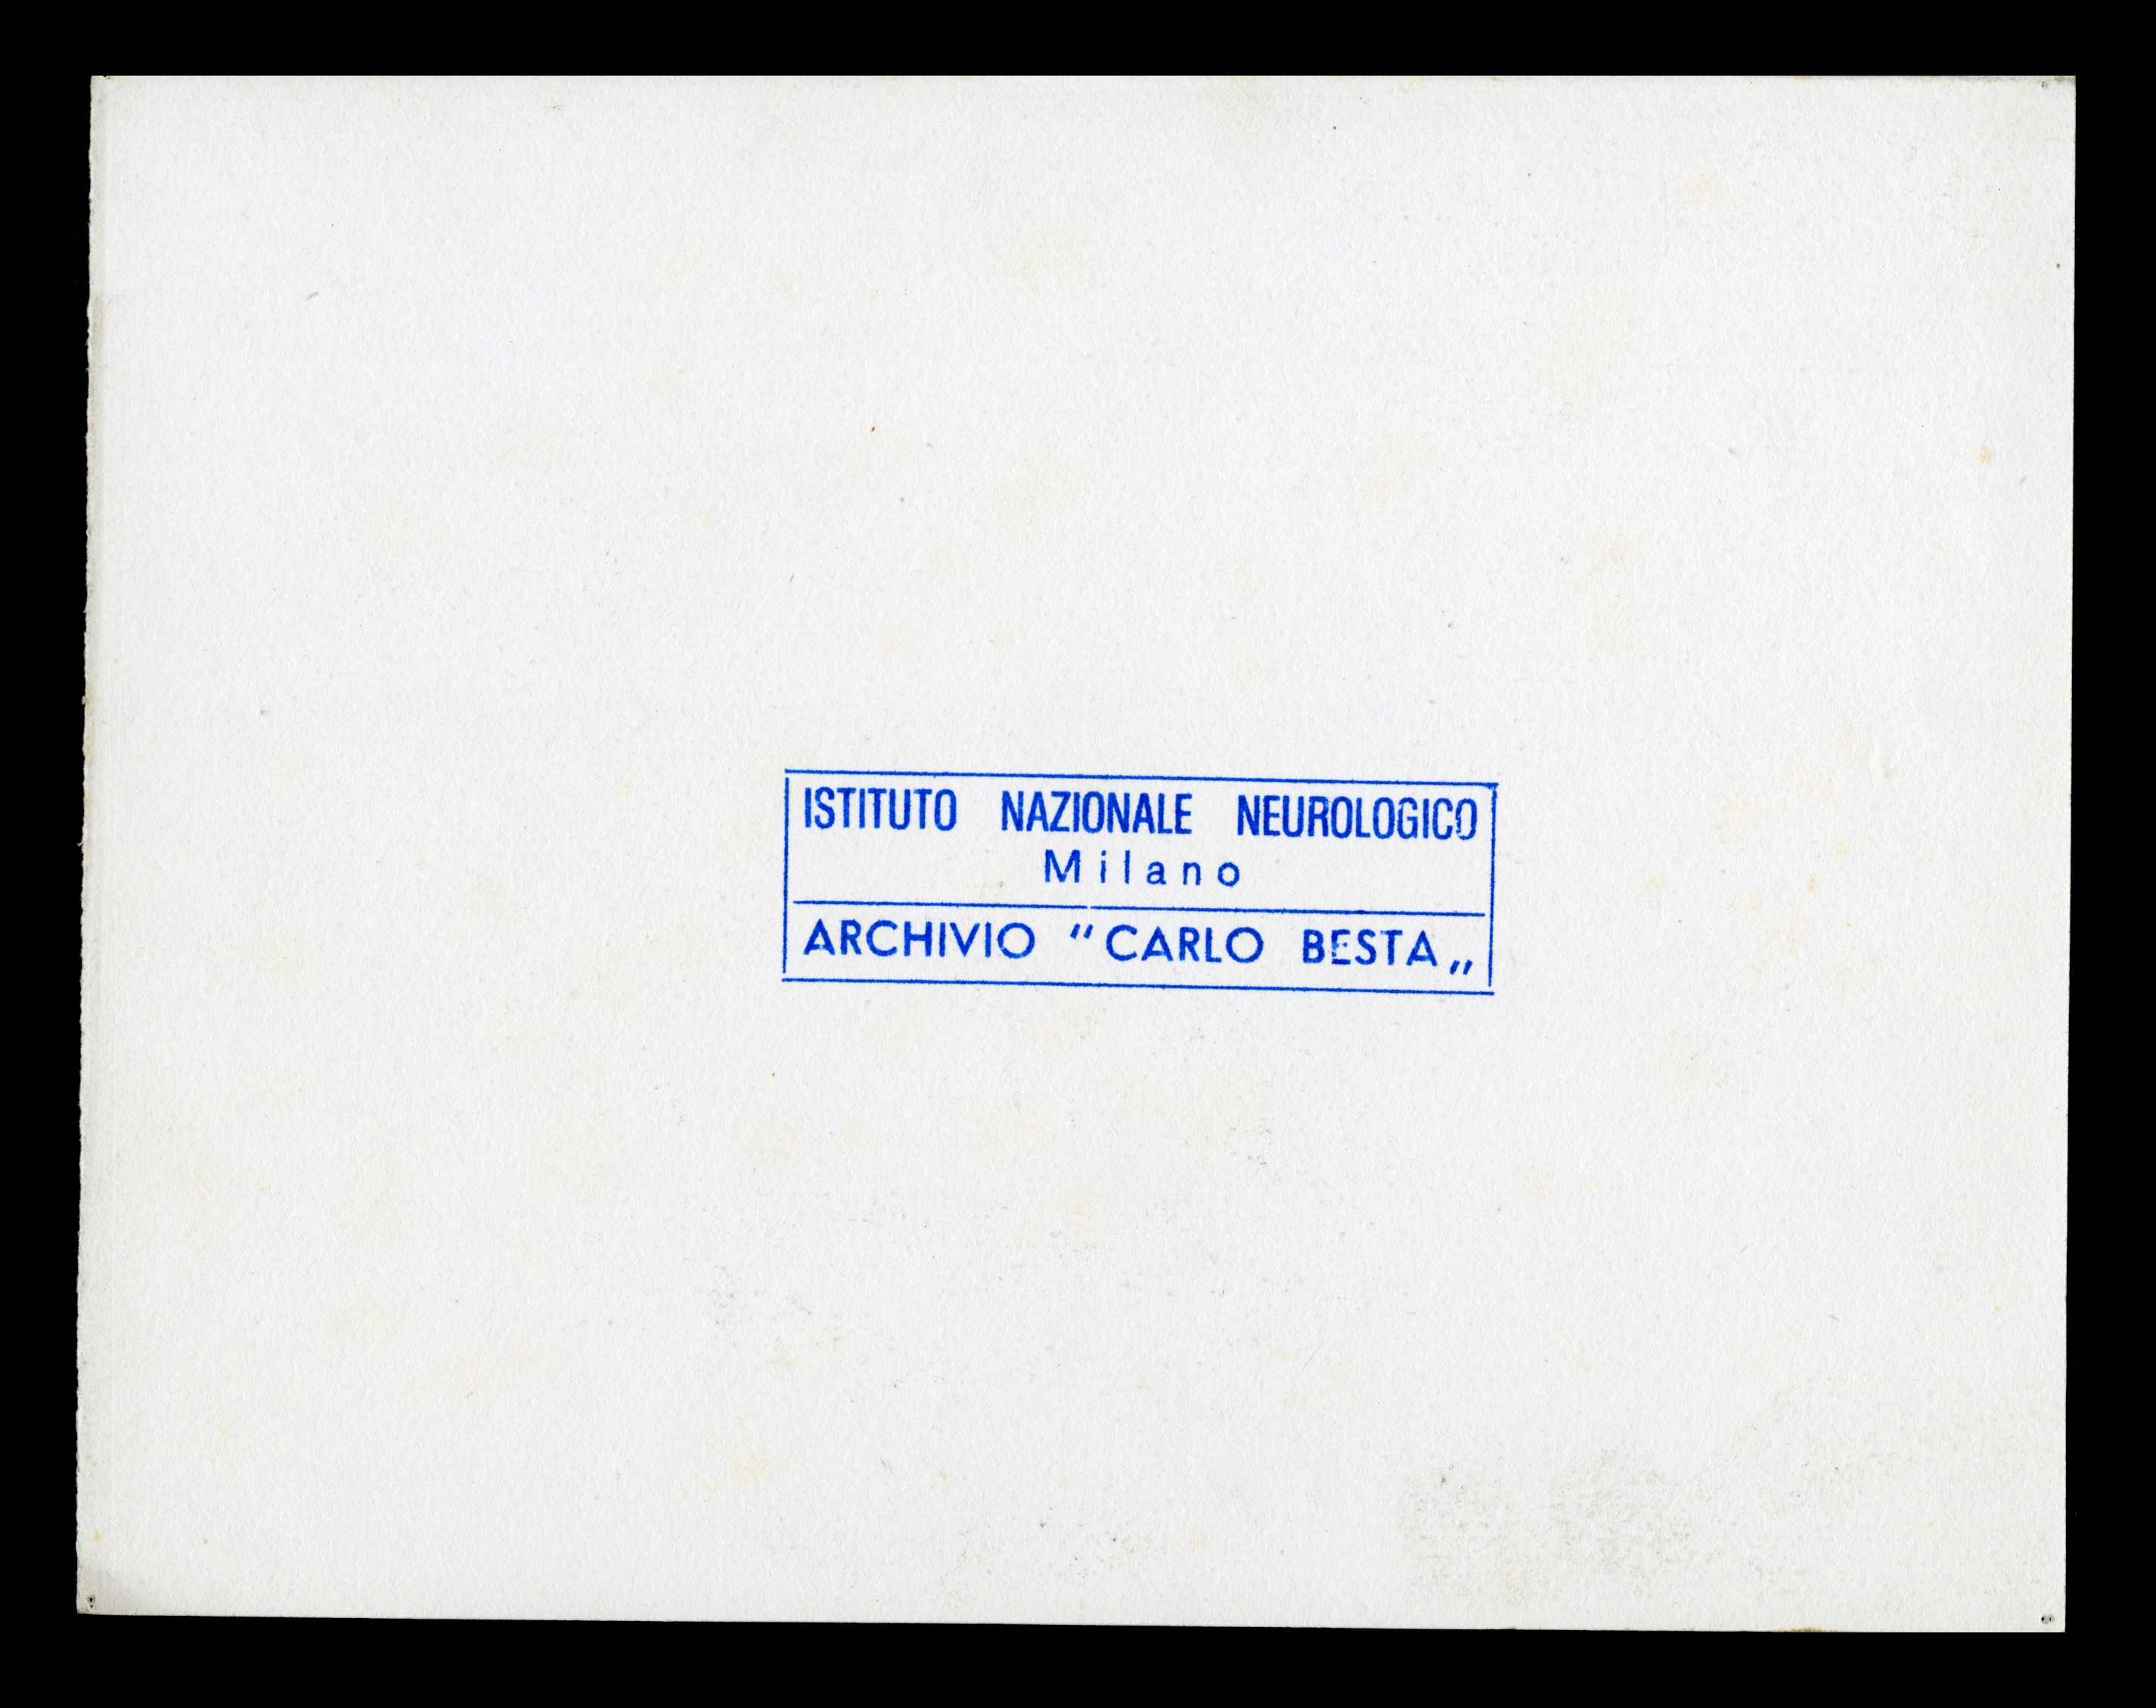 ISTITUTO NAZIONALE NEUROLOGICO
Milano
ARCHIVIO "CARLO BESTA„